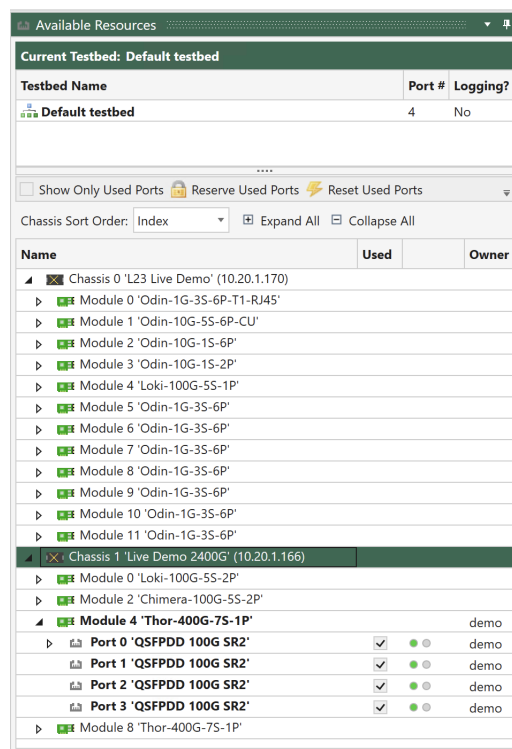 Available Resources
Current Testbed: Default testbed
Testbed Name Port # Logging?
Default testbed 4 No
Show Only Used Ports Reserve Used Ports Reset Used Ports
Chassis Sort Order: Index Expand All Collapse All
Name Used Owner
Chassis 0 'L23 Live Demo' (10.20.1.170)
Module 0 'Odin-1G-3S-6P-T1-RJ45'
Module 1 'Odin-10G-5S-6P-CU'
Module 2 'Odin-10G-1S-6P'
Module 3 'Odin-10G-1S-2P'
Module 4 'Loki-100G-5S-1P'
Module 5 'Odin-1G-3S-6P'
Module 6 'Odin-1G-3S-6P'
Module 7 'Odin-1G-3S-6P'
Module 8 'Odin-1G-3S-6P'
Module 9 'Odin-1G-3S-6P'
Module 10 'Odin-1G-3S-6P'
Module 11 'Odin-1G-3S-6P'
Chassis 1 'Live Demo 2400G' (10.20.1.166)
Module 0 'Loki-100G-5S-2P'
Module 2 'Chimera-100G-5S-2P'
Module 4 'Thor-400G-7S-1P' demo
Port 0 'QSFPDD 100G SR2' demo
Port 1 'QSFPDD 100G SR2' demo
Port 2 'QSFPDD 100G SR2' demo
Port 3 'QSFPDD 100G SR2' demo
Module 8 'Thor-400G-7S-1P'